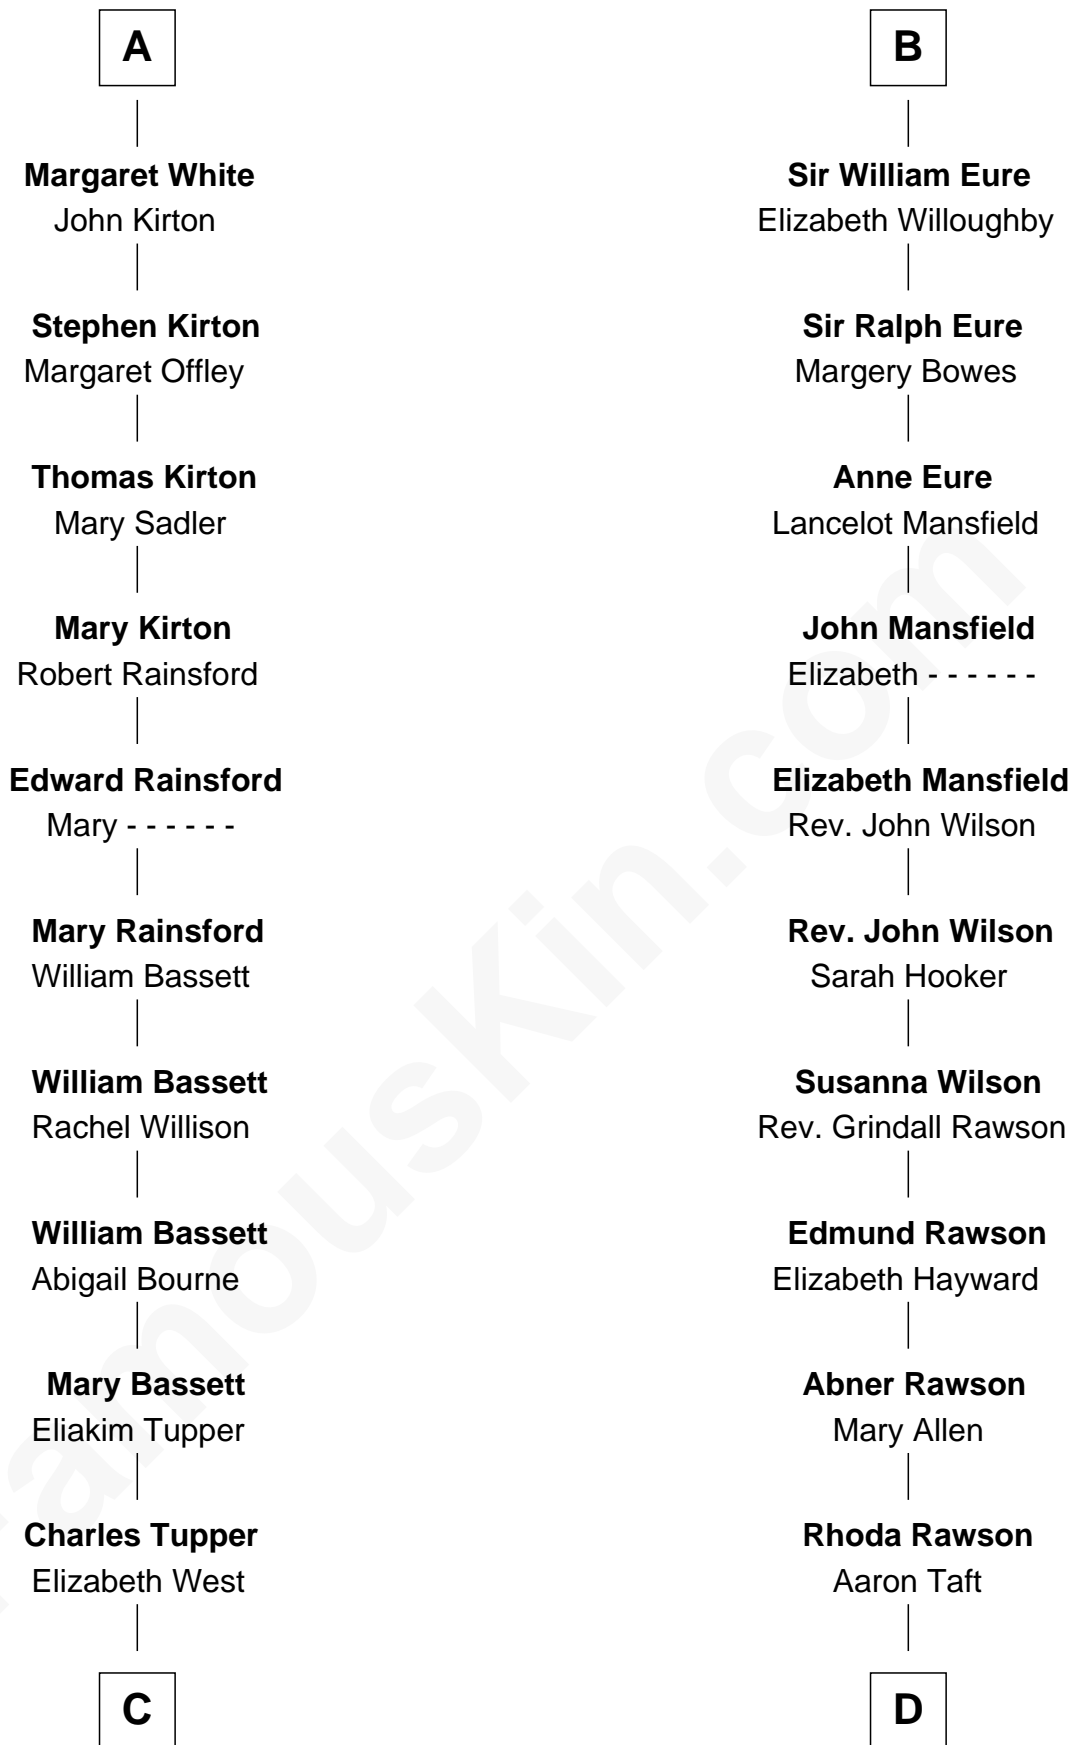 A
Margaret White
John Kirton
Stephen Kirton
Margaret Offley
Thomas Kirton
Mary Sadler
Mary Kirton
Robert Rainsford
Edward Rainsford
Mary - - - - - -
Mary Rainsford
William Bassett
William Bassett
Rachel Willison
William Bassett
Abigail Bourne
Mary Bassett
Eliakim Tupper
Charles Tupper
Elizabeth West
C
B
Sir William Eure
Elizabeth Willoughby
Sir Ralph Eure
Margery Bowes
Anne Eure
Lancelot Mansfield
John Mansfield
Elizabeth - - - - - -
Elizabeth Mansfield
Rev. John Wilson
Rev. John Wilson
Sarah Hooker
Susanna Wilson
Rev. Grindall Rawson
Edmund Rawson
Elizabeth Hayward
Abner Rawson
Mary Allen
Rhoda Rawson
Aaron Taft
D
FamousKin.com